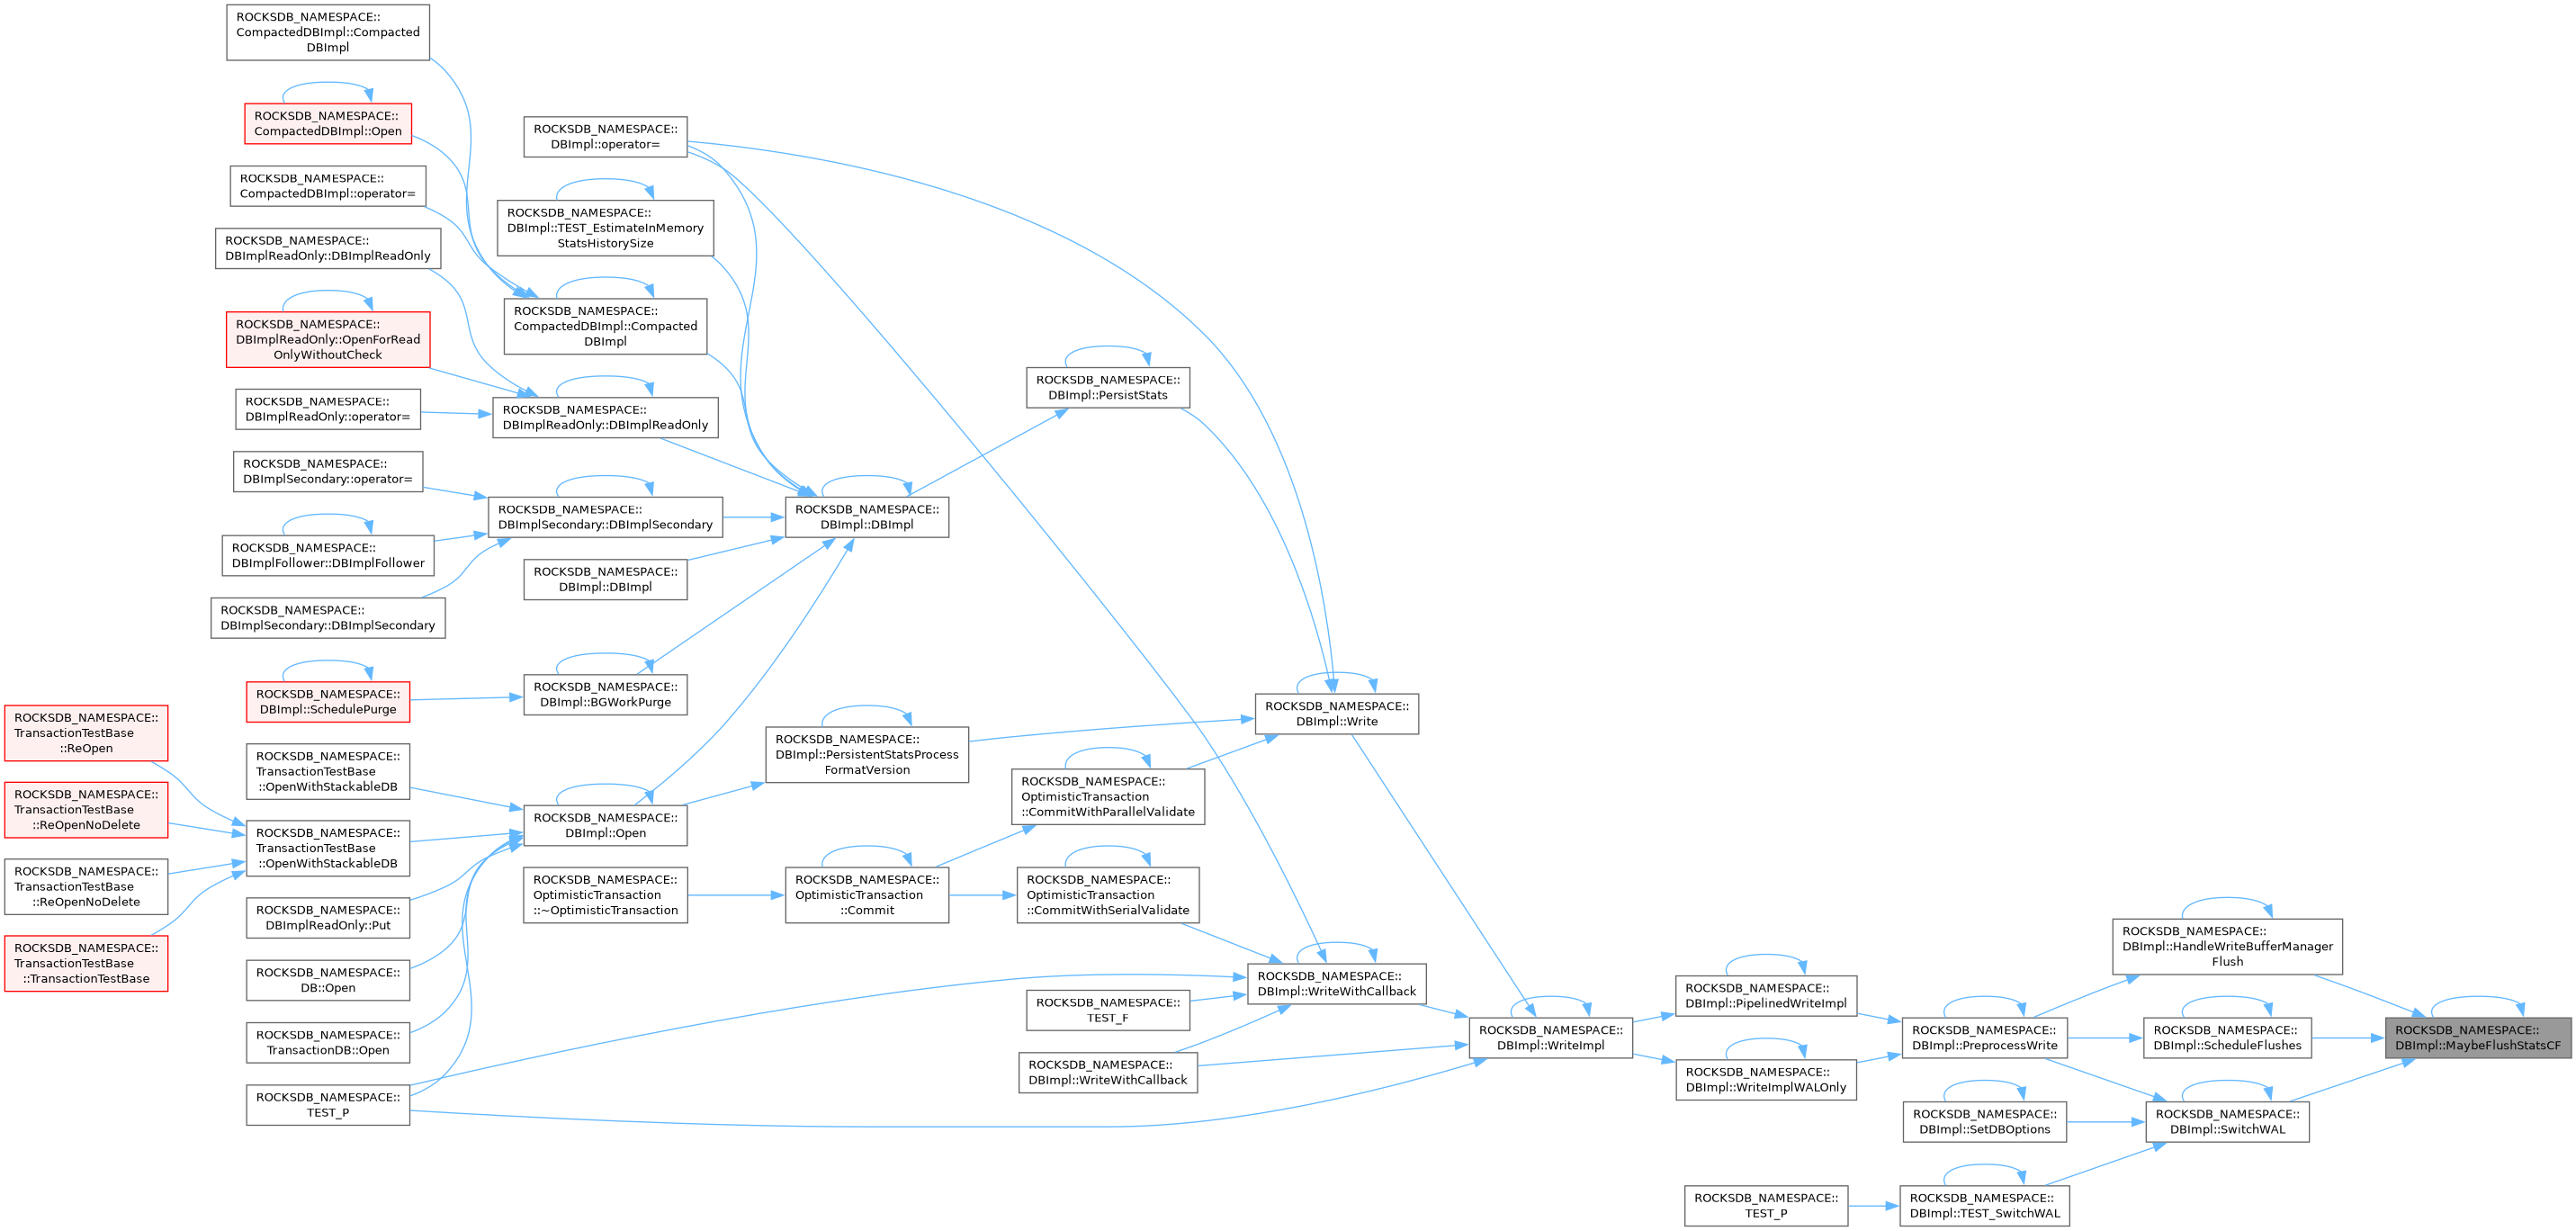 ROCKSDB_NAMESPACE::
CompactedDBImpl::Compacted
DBImpl
ROCKSDB_NAMESPACE::
CompactedDBImpl::Open
ROCKSDB_NAMESPACE::
CompactedDBImpl::operator=
ROCKSDB_NAMESPACE::
DBImplReadOnly::DBImplReadOnly
ROCKSDB_NAMESPACE::
DBImplReadOnly::OpenForRead
OnlyWithoutCheck
ROCKSDB_NAMESPACE::
DBImplReadOnly::operator=
ROCKSDB_NAMESPACE::
DBImplSecondary::operator=
ROCKSDB_NAMESPACE::
DBImplFollower::DBImplFollower
ROCKSDB_NAMESPACE::
DBImplSecondary::DBImplSecondary
ROCKSDB_NAMESPACE::
DBImpl::SchedulePurge
ROCKSDB_NAMESPACE::
TransactionTestBase
::OpenWithStackableDB
ROCKSDB_NAMESPACE::
TransactionTestBase
::OpenWithStackableDB
ROCKSDB_NAMESPACE::
DBImplReadOnly::Put
ROCKSDB_NAMESPACE::
DB::Open
ROCKSDB_NAMESPACE::
TransactionDB::Open
ROCKSDB_NAMESPACE::
TEST_P
ROCKSDB_NAMESPACE::
TransactionTestBase
::ReOpen
ROCKSDB_NAMESPACE::
TransactionTestBase
::ReOpenNoDelete
ROCKSDB_NAMESPACE::
TransactionTestBase
::ReOpenNoDelete
ROCKSDB_NAMESPACE::
TransactionTestBase
::TransactionTestBase
ROCKSDB_NAMESPACE::
DBImpl::operator=
ROCKSDB_NAMESPACE::
DBImpl::TEST_EstimateInMemory
StatsHistorySize
ROCKSDB_NAMESPACE::
CompactedDBImpl::Compacted
DBImpl
ROCKSDB_NAMESPACE::
DBImplReadOnly::DBImplReadOnly
ROCKSDB_NAMESPACE::
DBImplSecondary::DBImplSecondary
ROCKSDB_NAMESPACE::
DBImpl::DBImpl
ROCKSDB_NAMESPACE::
DBImpl::BGWorkPurge
ROCKSDB_NAMESPACE::
DBImpl::Open
ROCKSDB_NAMESPACE::
OptimisticTransaction
::~OptimisticTransaction
ROCKSDB_NAMESPACE::
DBImpl::DBImpl
ROCKSDB_NAMESPACE::
DBImpl::PersistentStatsProcess
FormatVersion
ROCKSDB_NAMESPACE::
OptimisticTransaction
::Commit
ROCKSDB_NAMESPACE::
DBImpl::PersistStats
ROCKSDB_NAMESPACE::
OptimisticTransaction
::CommitWithParallelValidate
ROCKSDB_NAMESPACE::
OptimisticTransaction
::CommitWithSerialValidate
ROCKSDB_NAMESPACE::
TEST_F
ROCKSDB_NAMESPACE::
DBImpl::WriteWithCallback
ROCKSDB_NAMESPACE::
DBImpl::Write
ROCKSDB_NAMESPACE::
DBImpl::WriteWithCallback
ROCKSDB_NAMESPACE::
DBImpl::WriteImpl
ROCKSDB_NAMESPACE::
DBImpl::PipelinedWriteImpl
ROCKSDB_NAMESPACE::
DBImpl::WriteImplWALOnly
ROCKSDB_NAMESPACE::
TEST_P
ROCKSDB_NAMESPACE::
DBImpl::PreprocessWrite
ROCKSDB_NAMESPACE::
DBImpl::SetDBOptions
ROCKSDB_NAMESPACE::
DBImpl::TEST_SwitchWAL
ROCKSDB_NAMESPACE::
DBImpl::HandleWriteBufferManager
Flush
ROCKSDB_NAMESPACE::
DBImpl::ScheduleFlushes
ROCKSDB_NAMESPACE::
DBImpl::SwitchWAL
ROCKSDB_NAMESPACE::
DBImpl::MaybeFlushStatsCF